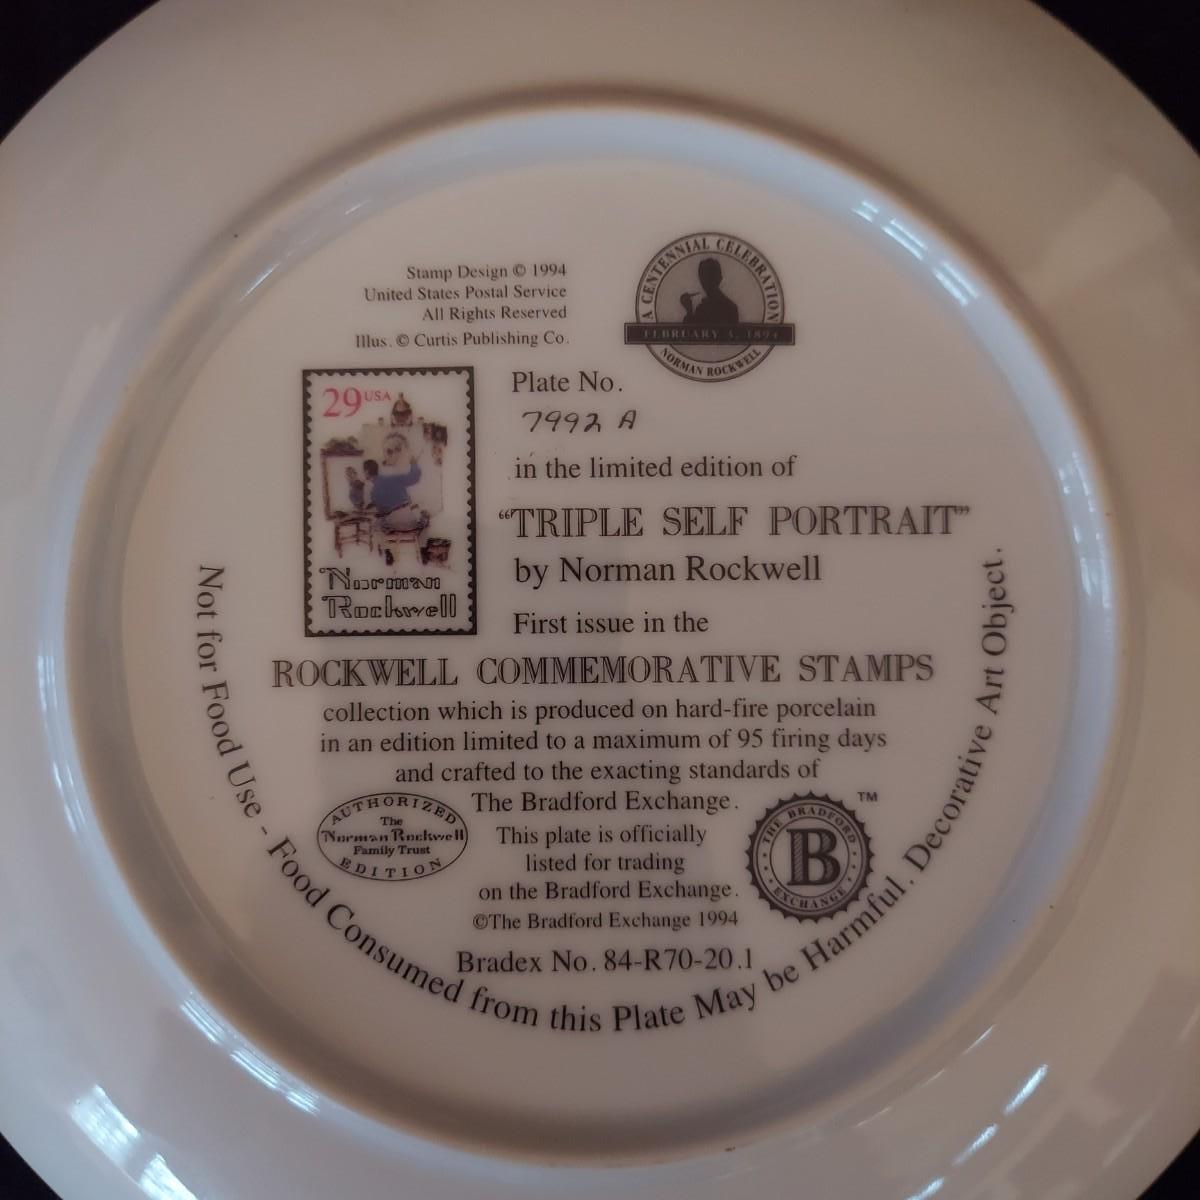 Stamp Design © 1994
United States Postal Service
All Rights Reserved
Illus. © Curtis Publishing Co.
A CENTENNIAL CELEBRATION
FEBRUARY 3, 1894
NORMAN ROCKWELL
29 USA
Norman
Rockwell
Plate No.
7992 A
in the limited edition of
“TRIPLE SELF PORTRAIT”
by Norman Rockwell
First issue in the
ROCKWELL COMMEMORATIVE STAMPS
collection which is produced on hard-fire porcelain
in an edition limited to a maximum of 95 firing days
and crafted to the exacting standards of
The Bradford Exchange.
This plate is officially
listed for trading
on the Bradford Exchange.
©The Bradford Exchange 1994
Bradex No. 84-R70-20.1
AUTHORIZED
The
Norman Rockwell
Family Trust
EDITION
THE BRADFORD
B
EXCHANGE
TM
Not for Food Use - Food Consumed from this Plate May be Harmful. Decorative Art Object.